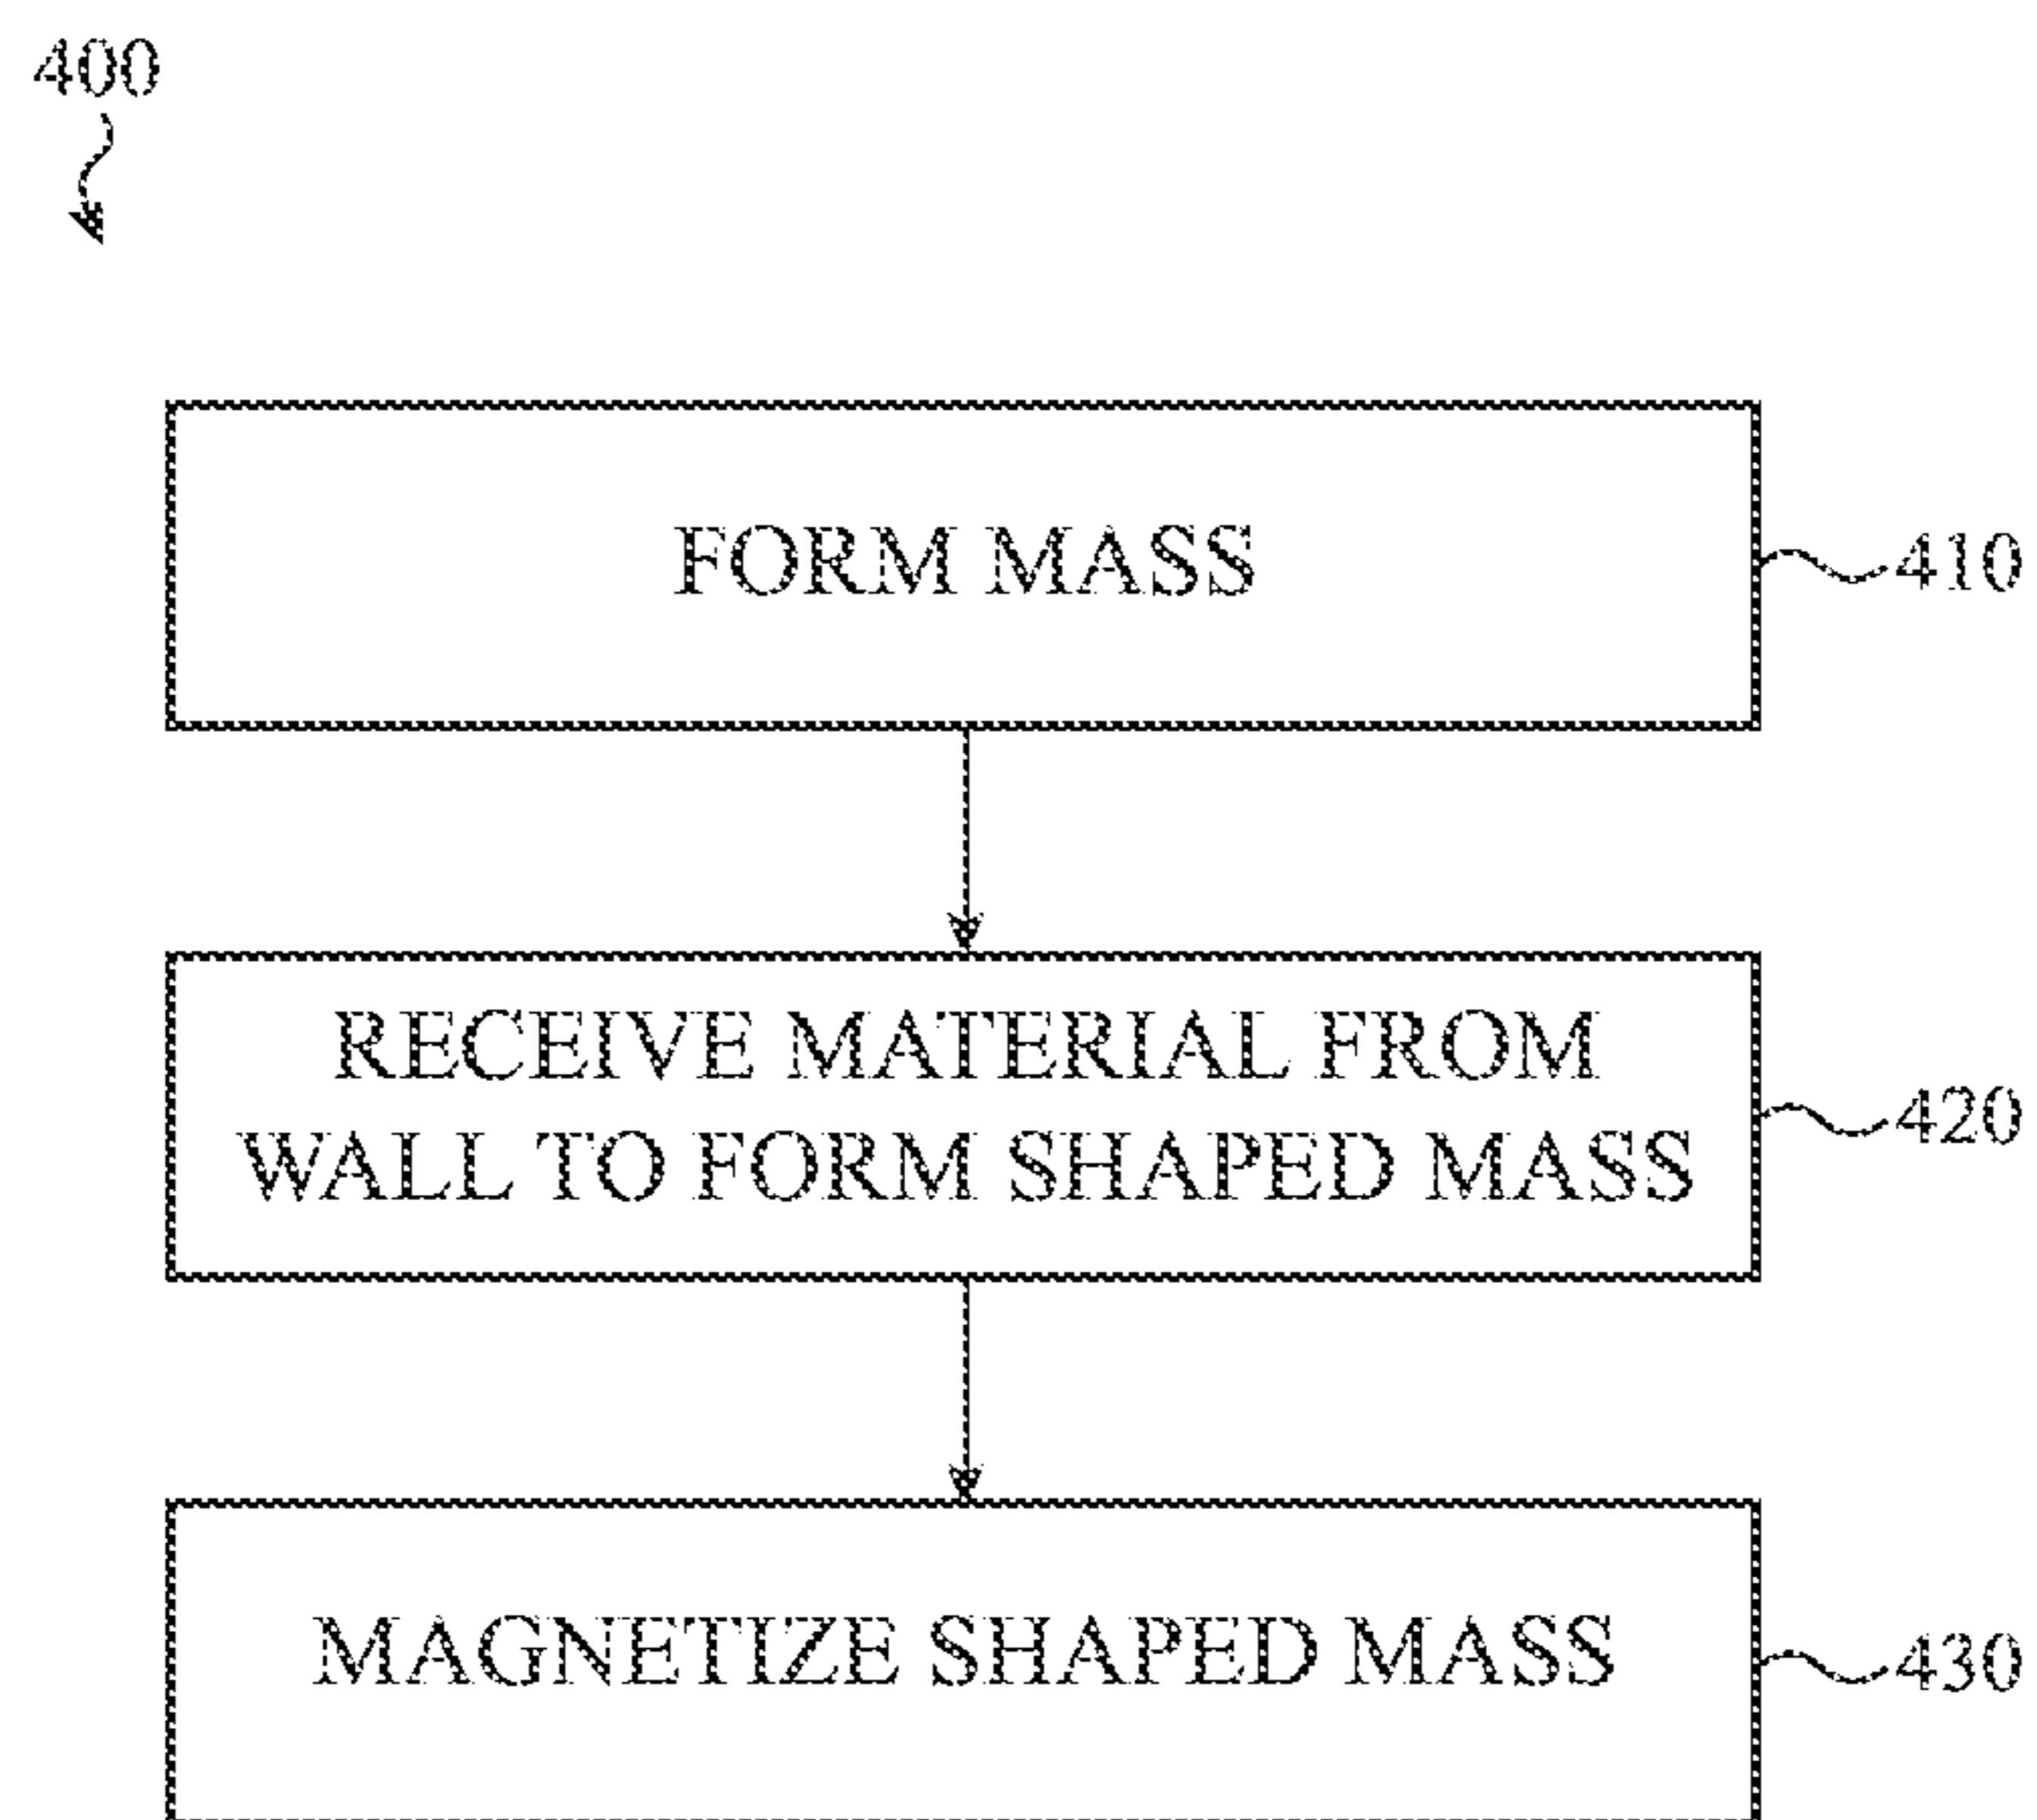 400
FORM MASS
410
RECEIVE MATERIAL FROM
WALL TO FORM SHAPED MASS
420
MAGNETIZE SHAPED MASS
430